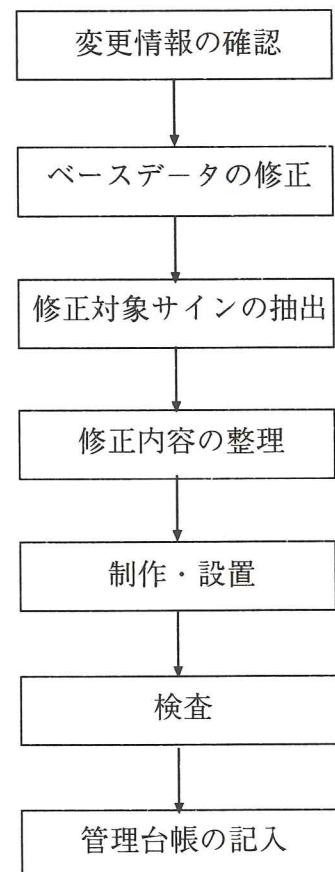 変更情報の確認
ベースデータの修正
修正対象サインの抽出
修正内容の整理
制作・設置
検査
管理台帳の記入